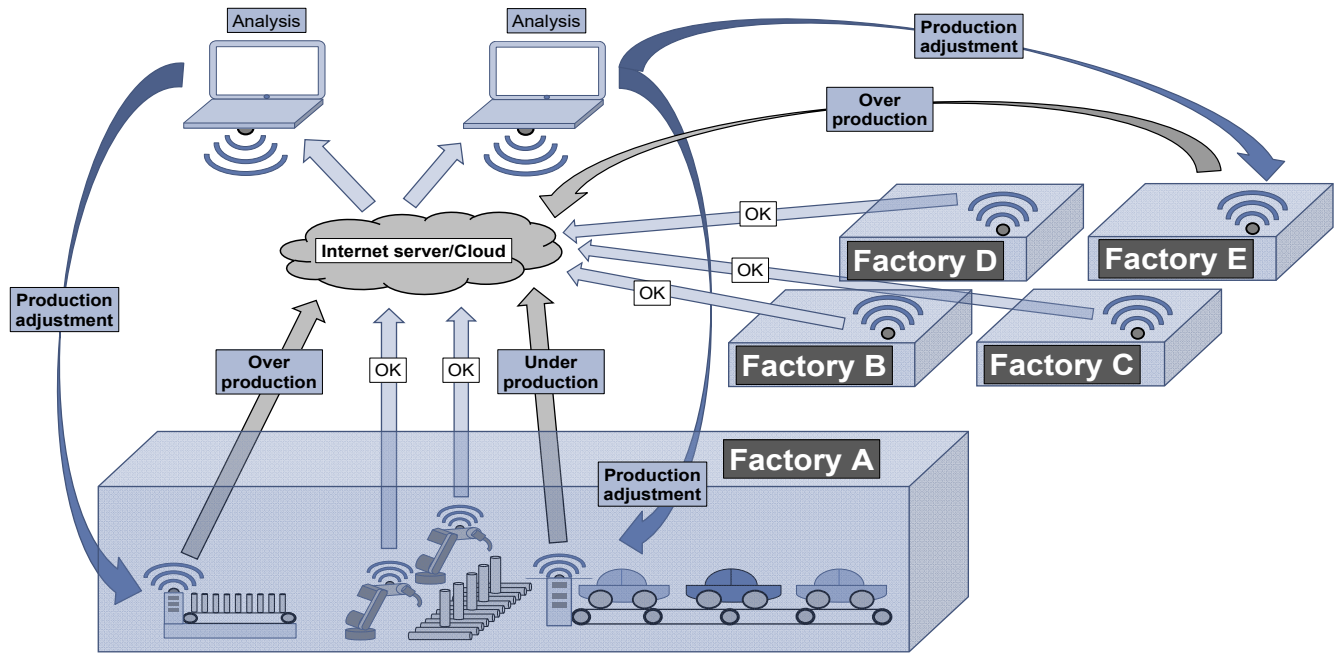 Analysis
Analysis
Production
adjustment
Over
production
OK
Internet server/Cloud
OK
OK
Factory D
Factory E
Production
adjustment
Over
production
OK
OK
Under
production
Factory B
Factory C
Factory A
Production
adjustment